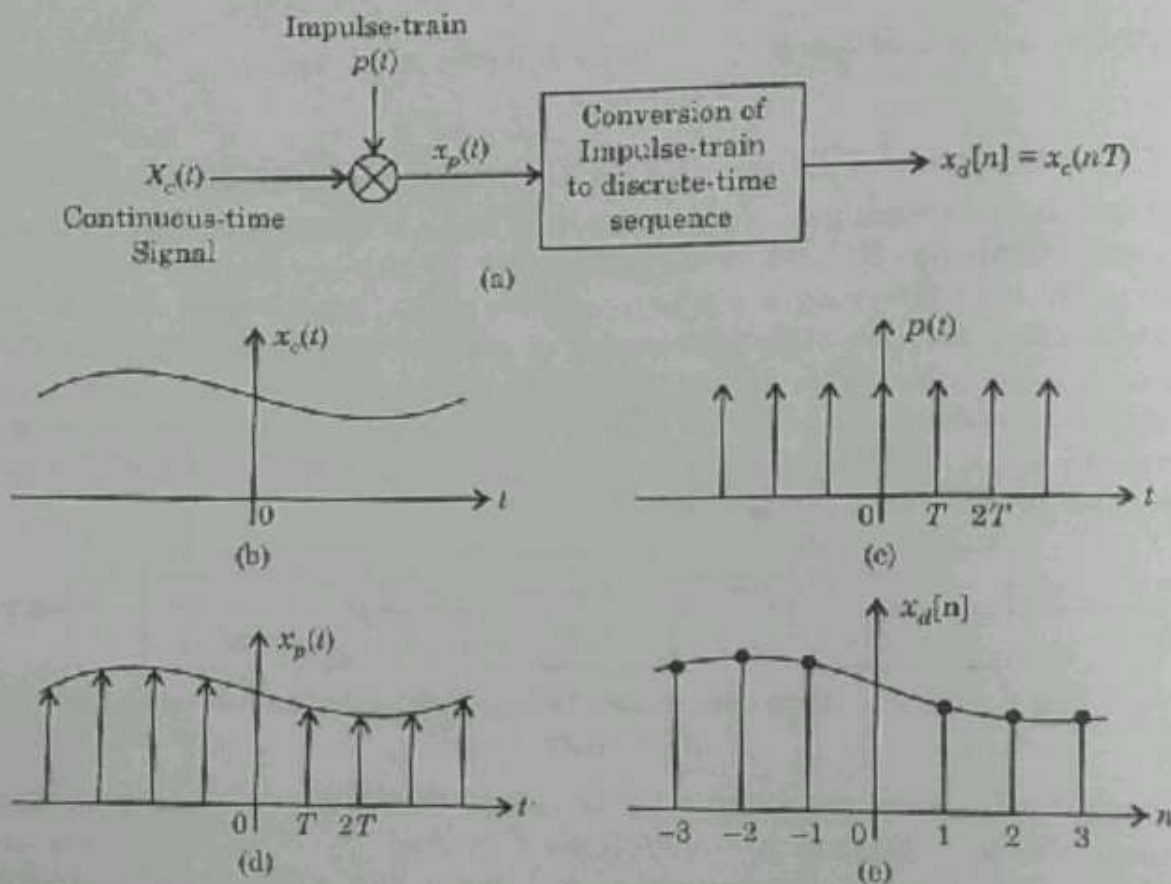 Impulse-train
p(t)
X_c(t)
x_p(t)
Conversion of
Impulse-train
to discrete-time
sequence
x_d[n] = x_c(nT)
Continuous-time
Signal
(a)
x_c(t)
t
0
(b)
p(t)
t
0 T 2T
(c)
x_p(t)
t
0 T 2T
(d)
x_d[n]
n
-3 -2 -1 0 1 2 3
(e)